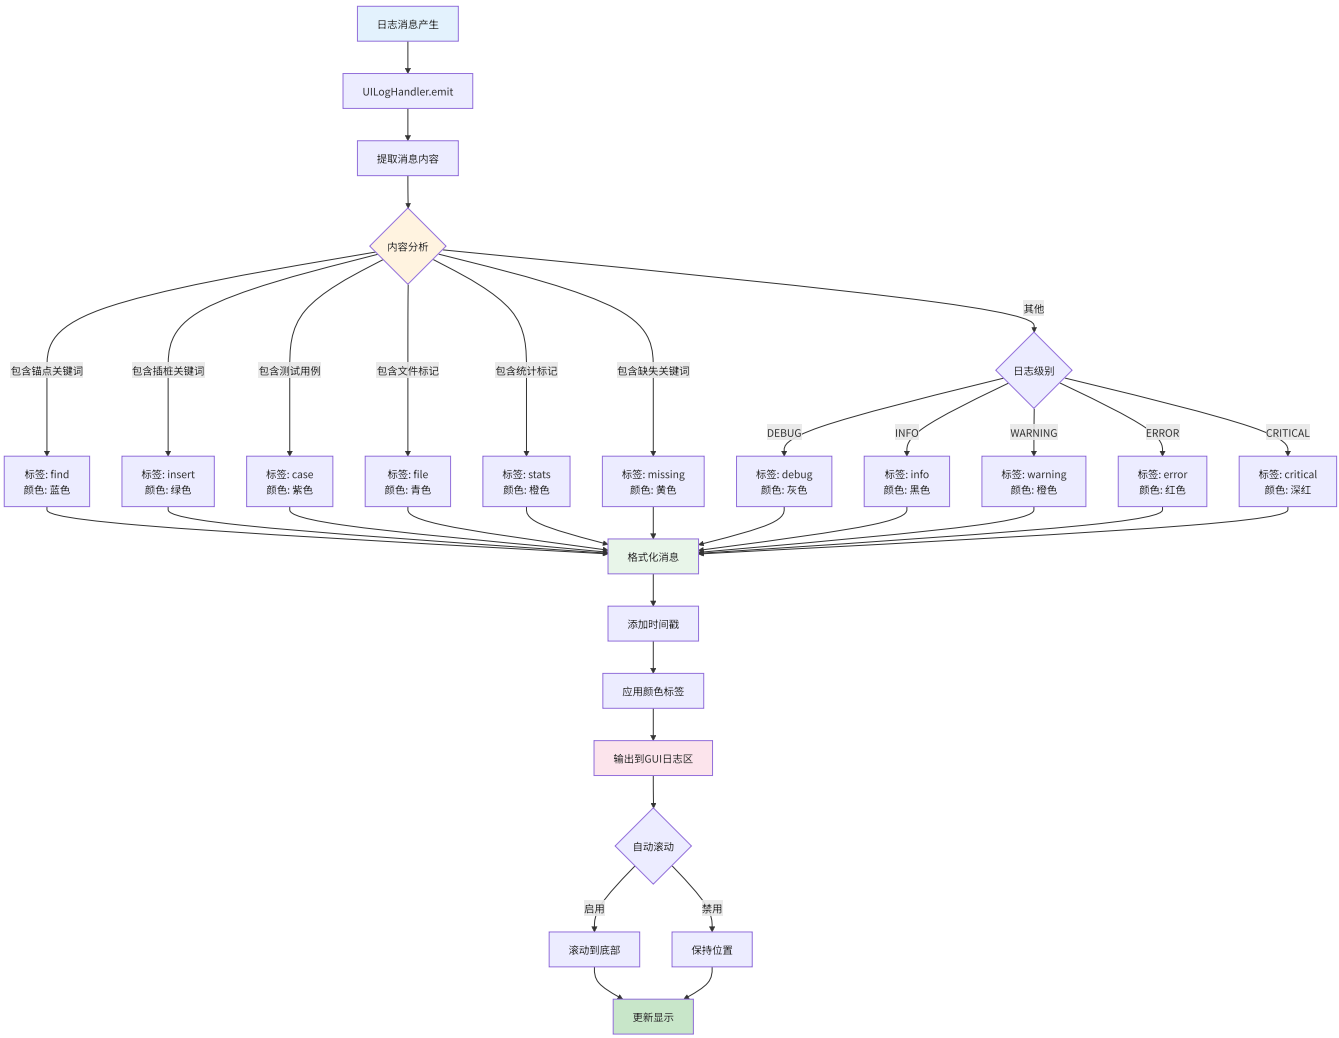 日志消息产生
UILogHandler.emit
提取消息内容
内容分析
其他
包含锚点关键词
包含插桩关键词
包含测试用例
包含文件标记
包含统计标记
包含缺失关键词
日志级别
DEBUG
INFO
WARNING
ERROR
CRITICAL
标签: find
颜色: 蓝色
标签: insert
颜色: 绿色
标签: case
颜色: 紫色
标签: file
颜色: 青色
标签: stats
颜色: 橙色
标签: missing
颜色: 黄色
标签: debug
颜色: 灰色
标签: info
颜色: 黑色
标签: warning
颜色: 橙色
标签: error
颜色: 红色
标签: critical
颜色: 深红
格式化消息
添加时间戳
应用颜色标签
输出到GUI日志区
自动滚动
启用
禁用
滚动到底部
保持位置
更新显示